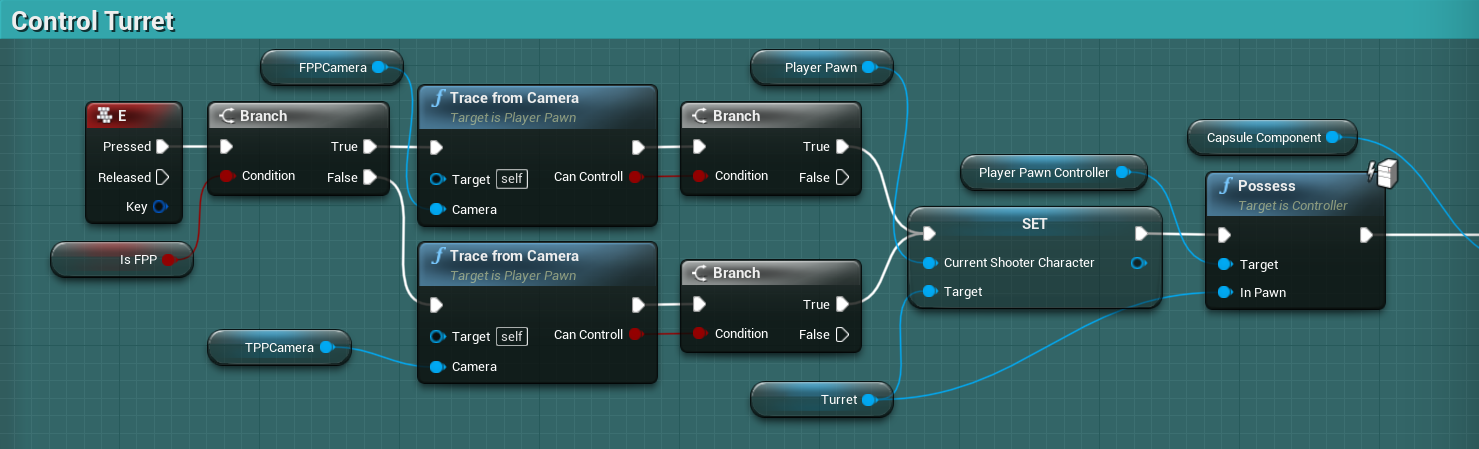 Control Turret
FPPCamera
Player Pawn
E
Pressed
Released
Key
Branch
True
Condition
False
Trace from Camera
Target is Player Pawn
Target self
Can Controll
Camera
Branch
True
Condition
False
Is FPP
Capsule Component
Player Pawn Controller
Possess
Target is Controller
Target
In Pawn
SET
Current Shooter Character
Target
Trace from Camera
Target is Player Pawn
Target self
Can Controll
Camera
Branch
True
Condition
False
TPPCamera
Turret